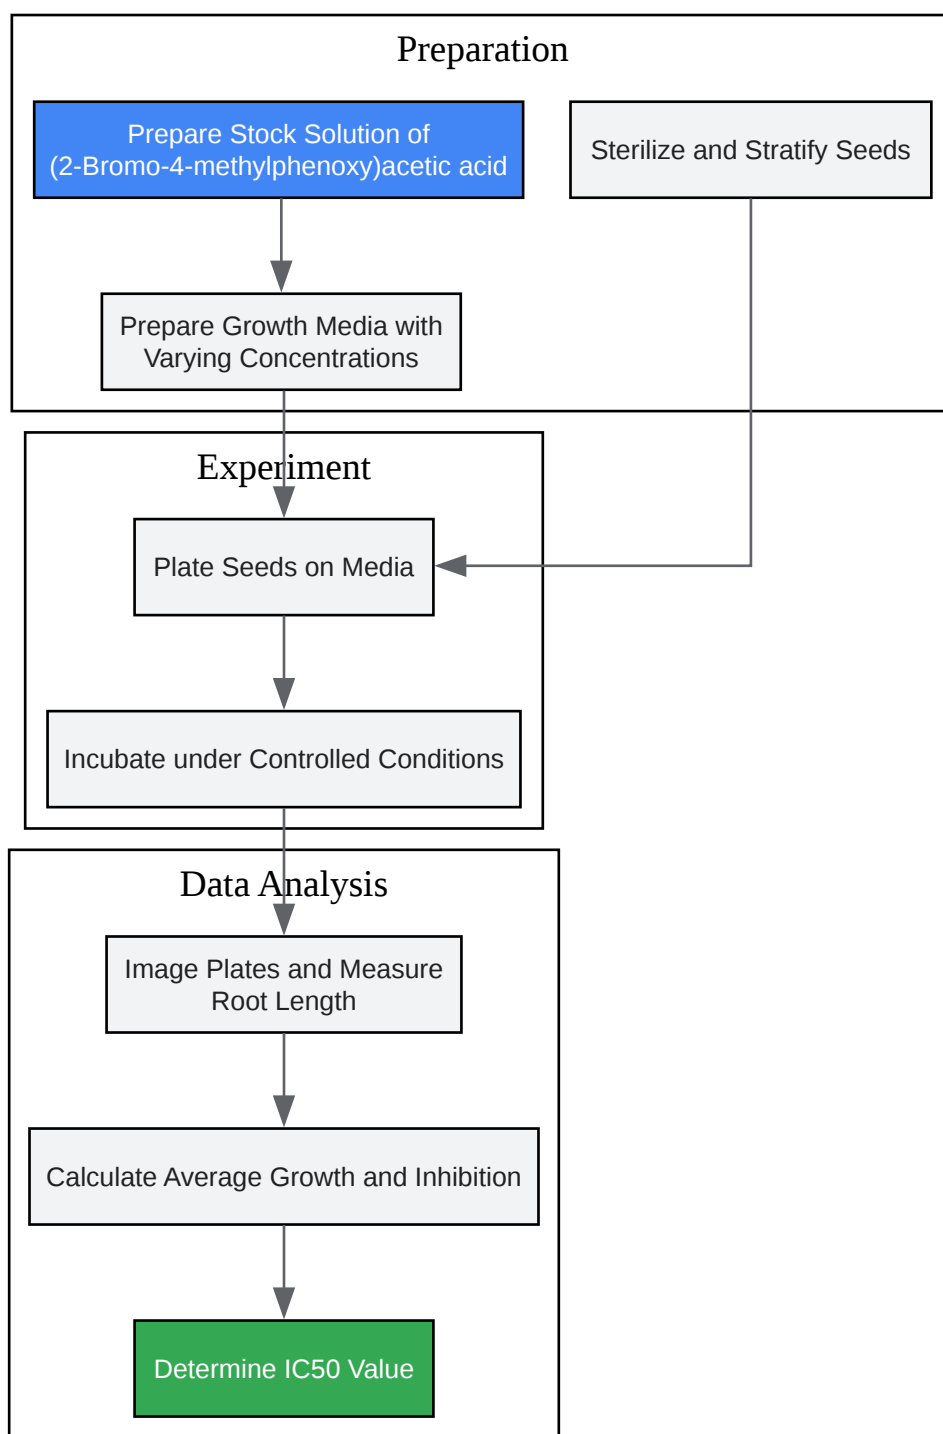 Preparation
Prepare Stock Solution of
(2-Bromo-4-methylphenoxy)acetic acid
Sterilize and Stratify Seeds
Prepare Growth Media with
Varying Concentrations
Experiment
Plate Seeds on Media
Incubate under Controlled Conditions
Data Analysis
Image Plates and Measure
Root Length
Calculate Average Growth and Inhibition
Determine IC50 Value